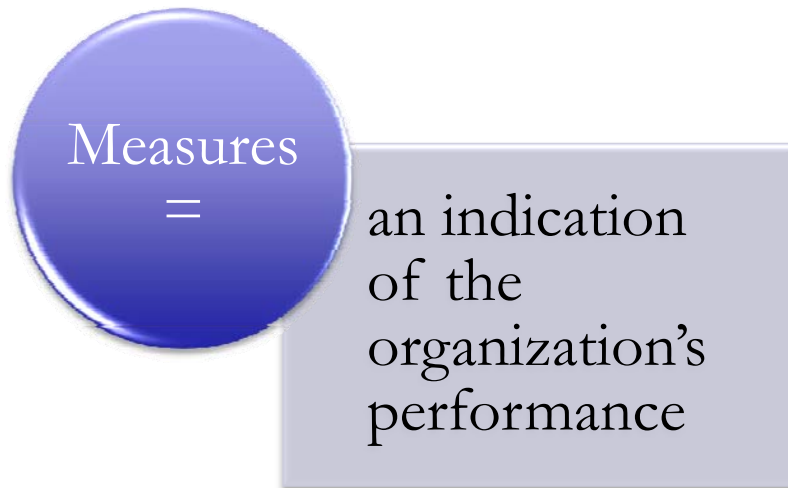 Measures
=
an indication
of the
organization’s
performance